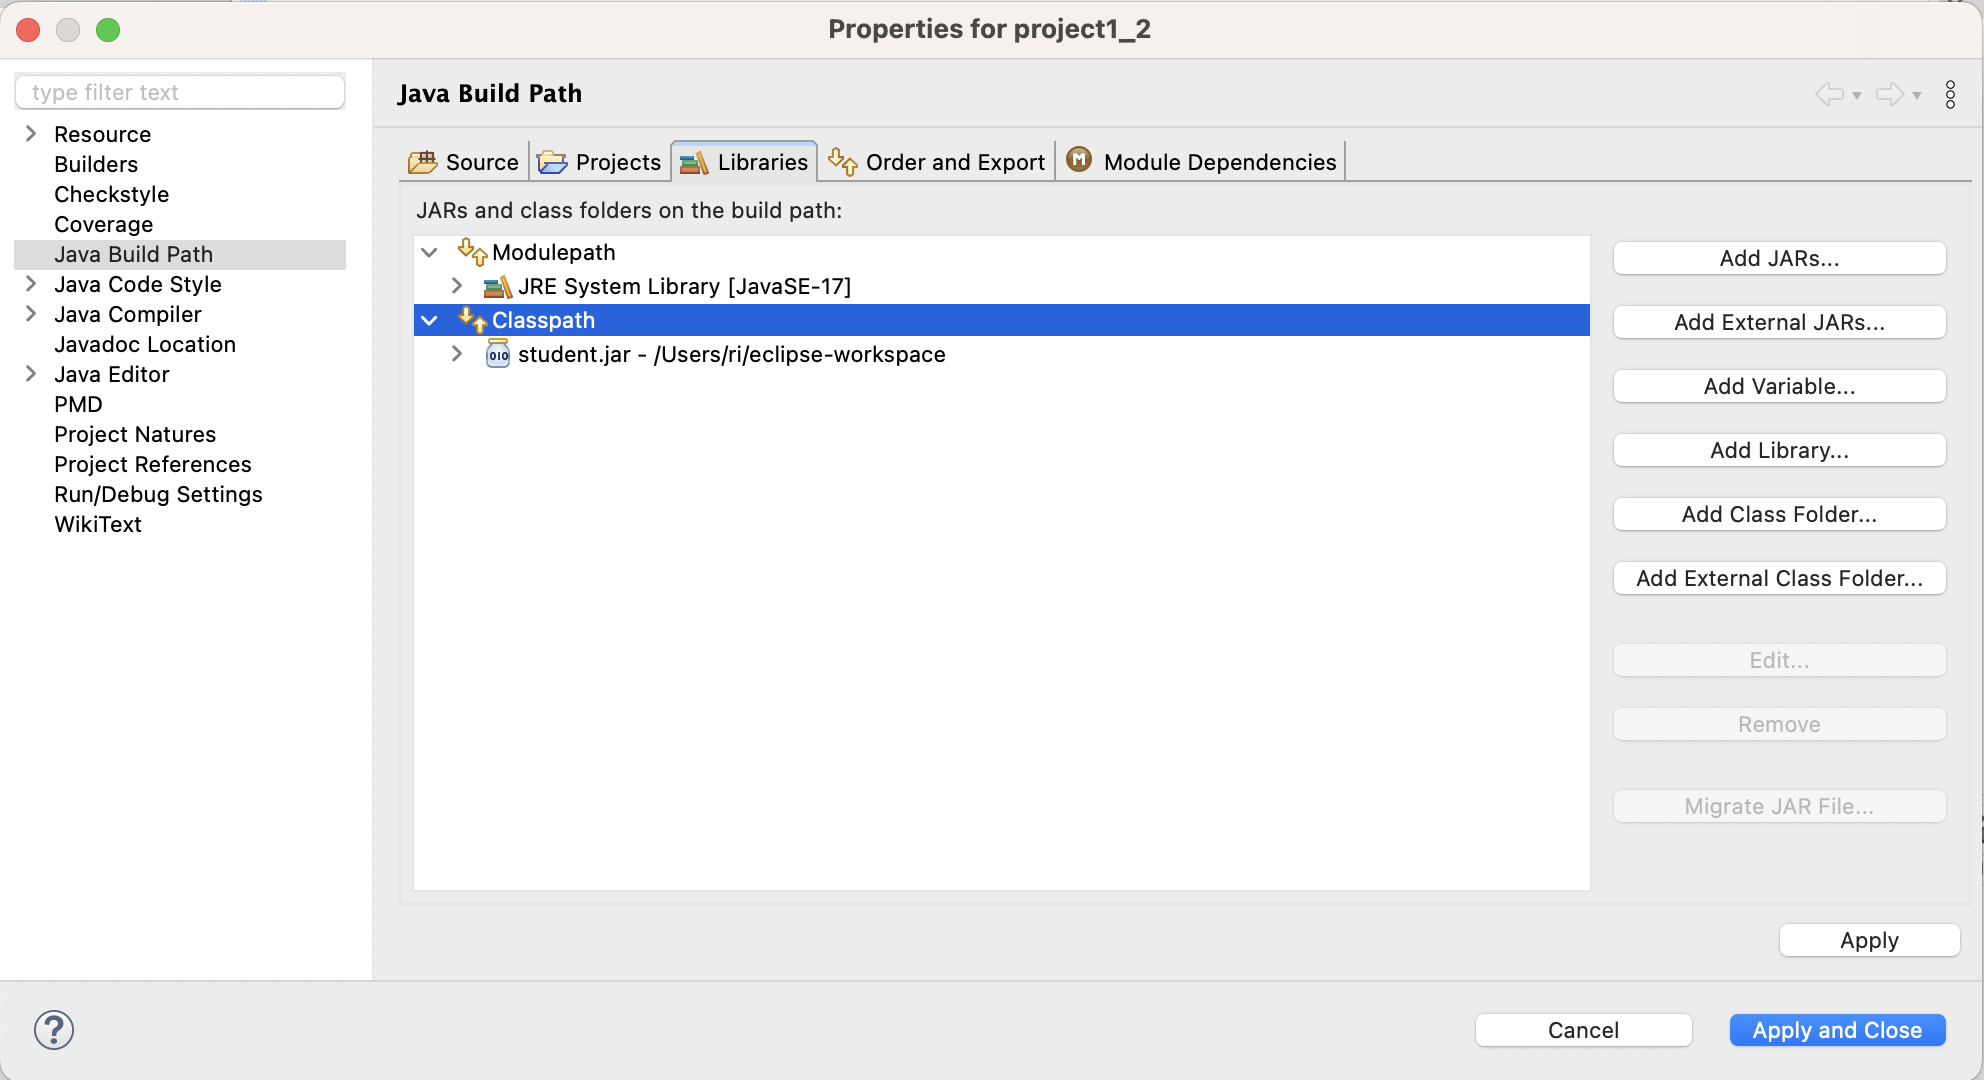 Properties for project1_2
type filter text
Resource
Builders
Checkstyle
Coverage
Java Build Path
Java Code Style
Java Compiler
Javadoc Location
Java Editor
PMD
Project Natures
Project References
Run/Debug Settings
WikiText
Java Build Path
Source Projects Libraries Order and Export M Module Dependencies
JARs and class folders on the build path:
Modulepath
JRE System Library [JavaSE-17]
Classpath
010 student.jar - /Users/ri/eclipse-workspace
Add JARs...
Add External JARs...
Add Variable...
Add Library...
Add Class Folder...
Add External Class Folder...
Edit...
Remove
Migrate JAR File...
Apply
?
Cancel
Apply and Close